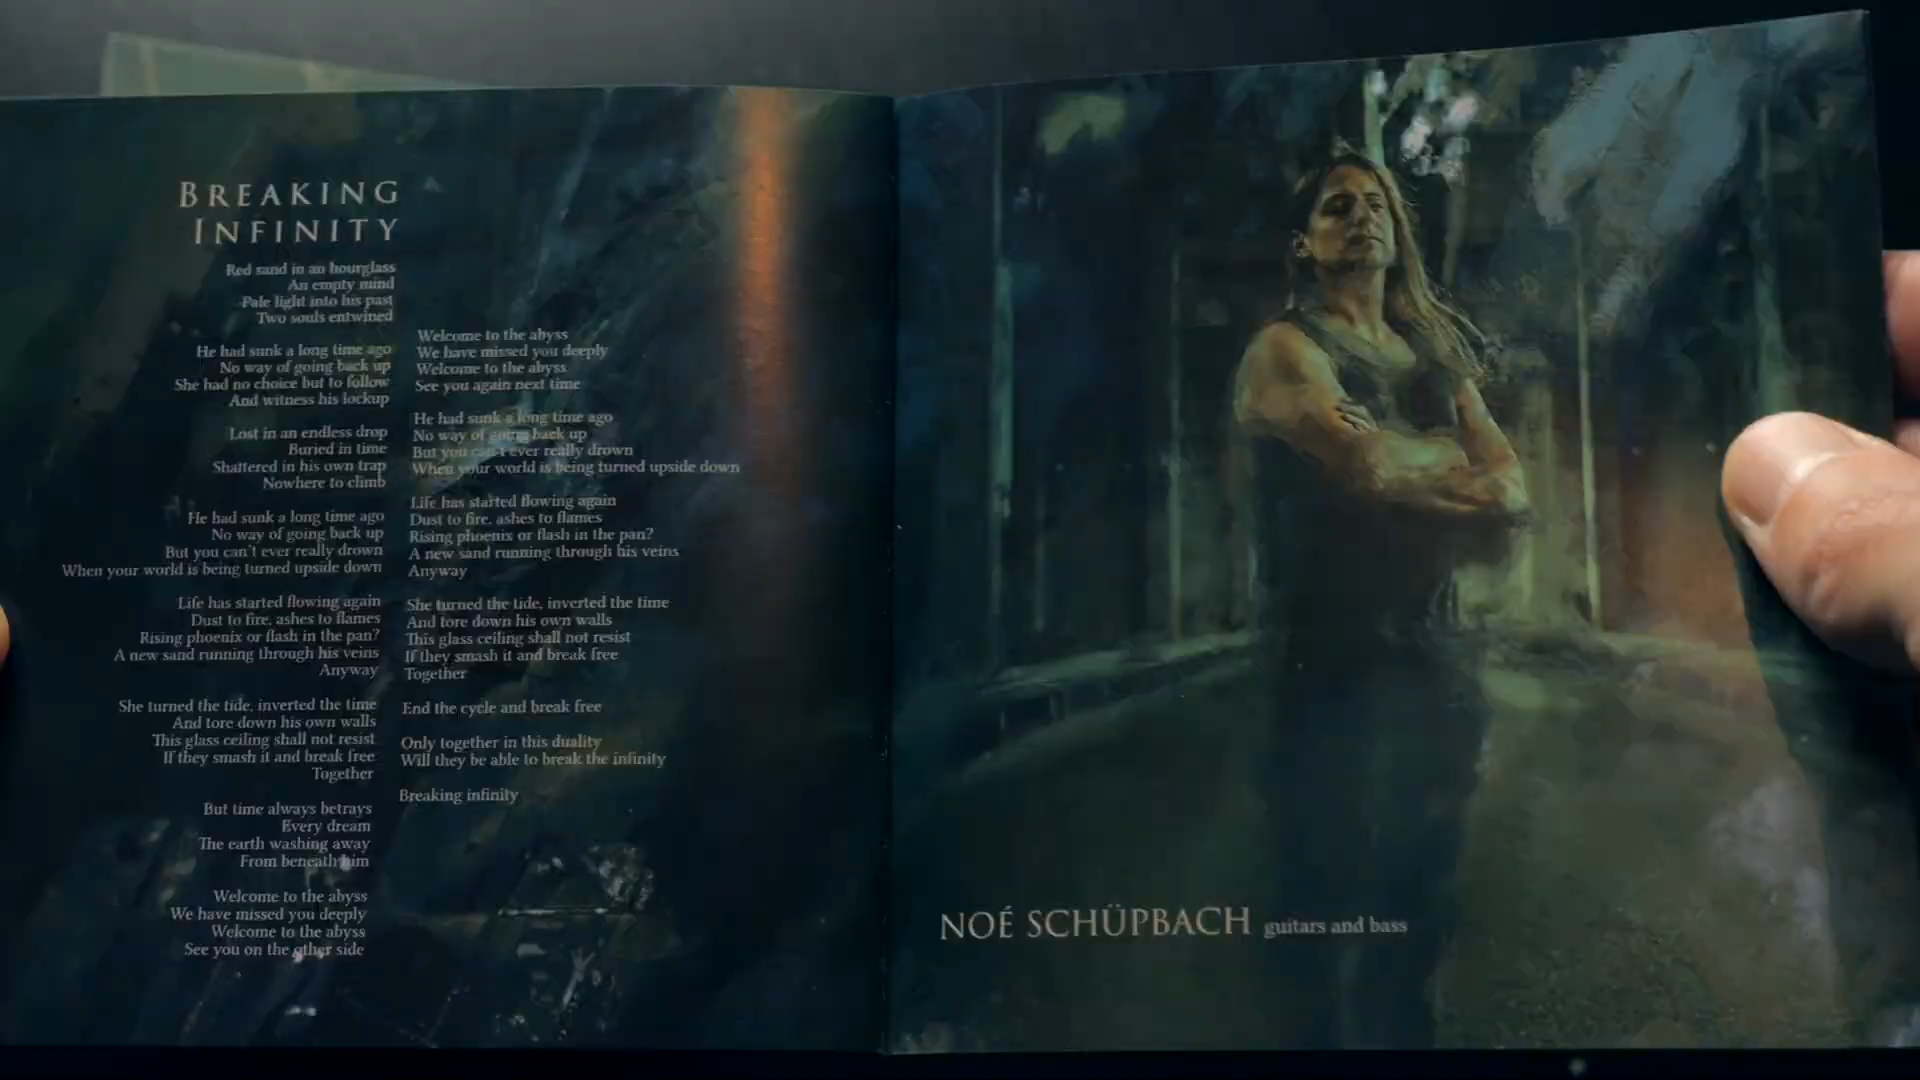 BREAKING
INFINITY
Red sand in an hourglass
An empty mind
Pale light into his past
Two souls entwined
He had sunk a long time ago
No way of going back up
She had no choice but to follow
And witness his lockup
Lost in an endless drop
Buried in time
Shattered in his own trap
Nowhere to climb
He had sunk a long time ago
No way of going back up
But you can't ever really drown
When your world is being turned upside down
Life has started flowing again
Dust to fire, ashes to flames
Rising phoenix or flash in the pan?
A new sand running through his veins
Anyway
She turned the tide, inverted the time
And tore down his own walls
This glass ceiling shall not resist
If they smash it and break free
Together
But time always betrays
Every dream
The earth washing away
From beneath him
Welcome to the abyss
We have missed you deeply
Welcome to the abyss
See you on the other side
Welcome to the abyss
We have missed you deeply
Welcome to the abyss
See you again next time
He had sunk a long time ago
No way of going back up
But you can't ever really drown
When your world is being turned upside down
Life has started flowing again
Dust to fire, ashes to flames
Rising phoenix or flash in the pan?
A new sand running through his veins
Anyway
She turned the tide, inverted the time
And tore down his own walls
This glass ceiling shall not resist
If they smash it and break free
Together
End the cycle and break free
Only together in this duality
Will they be able to break the infinity
Breaking infinity
NOÉ SCHÜPBACH guitars and bass